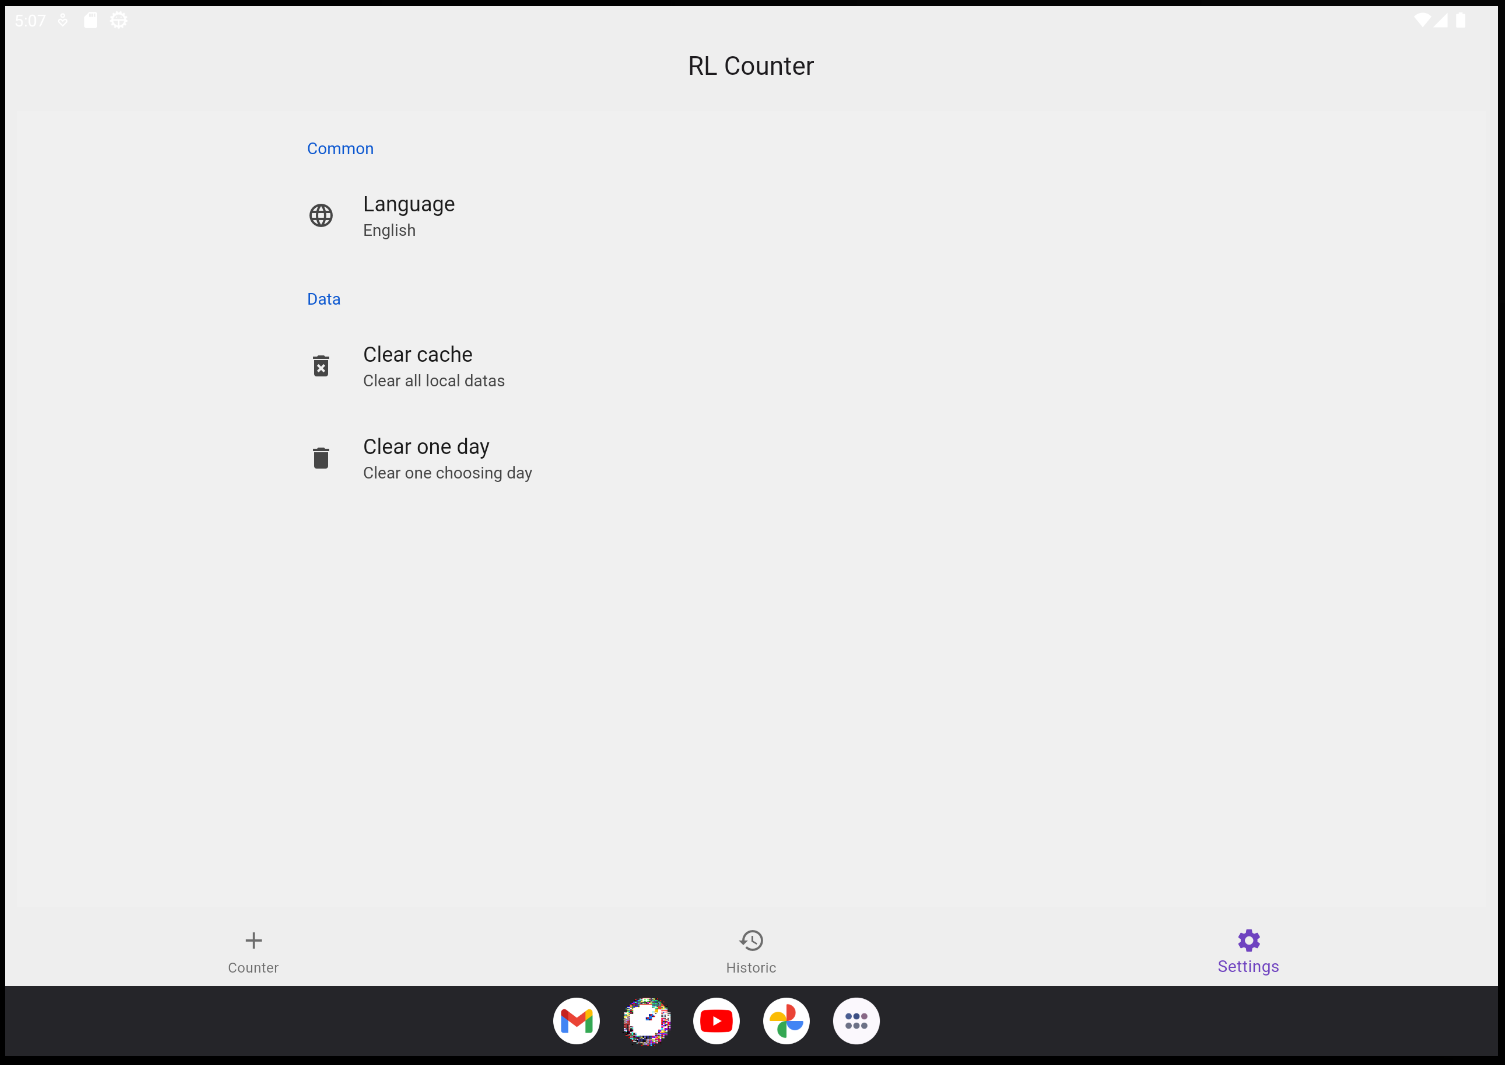 5:07
RL Counter
Common
Language
English
Data
Clear cache
Clear all local datas
Clear one day
Clear one choosing day
Counter
Historic
Settings